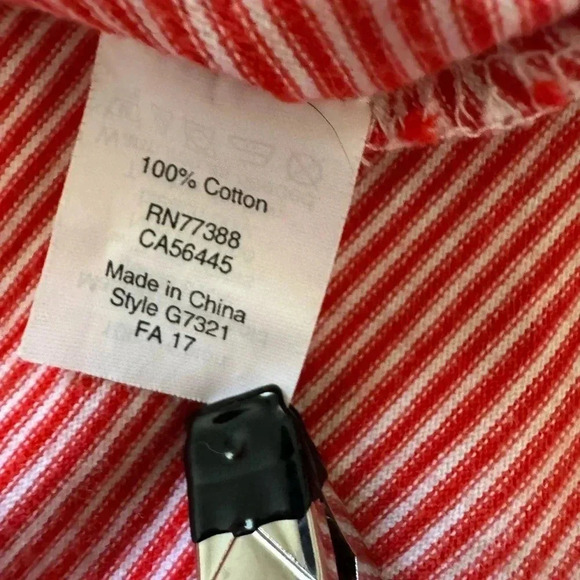 100% Cotton
RN77388
CA56445
Made in China
Style G7321
FA 17